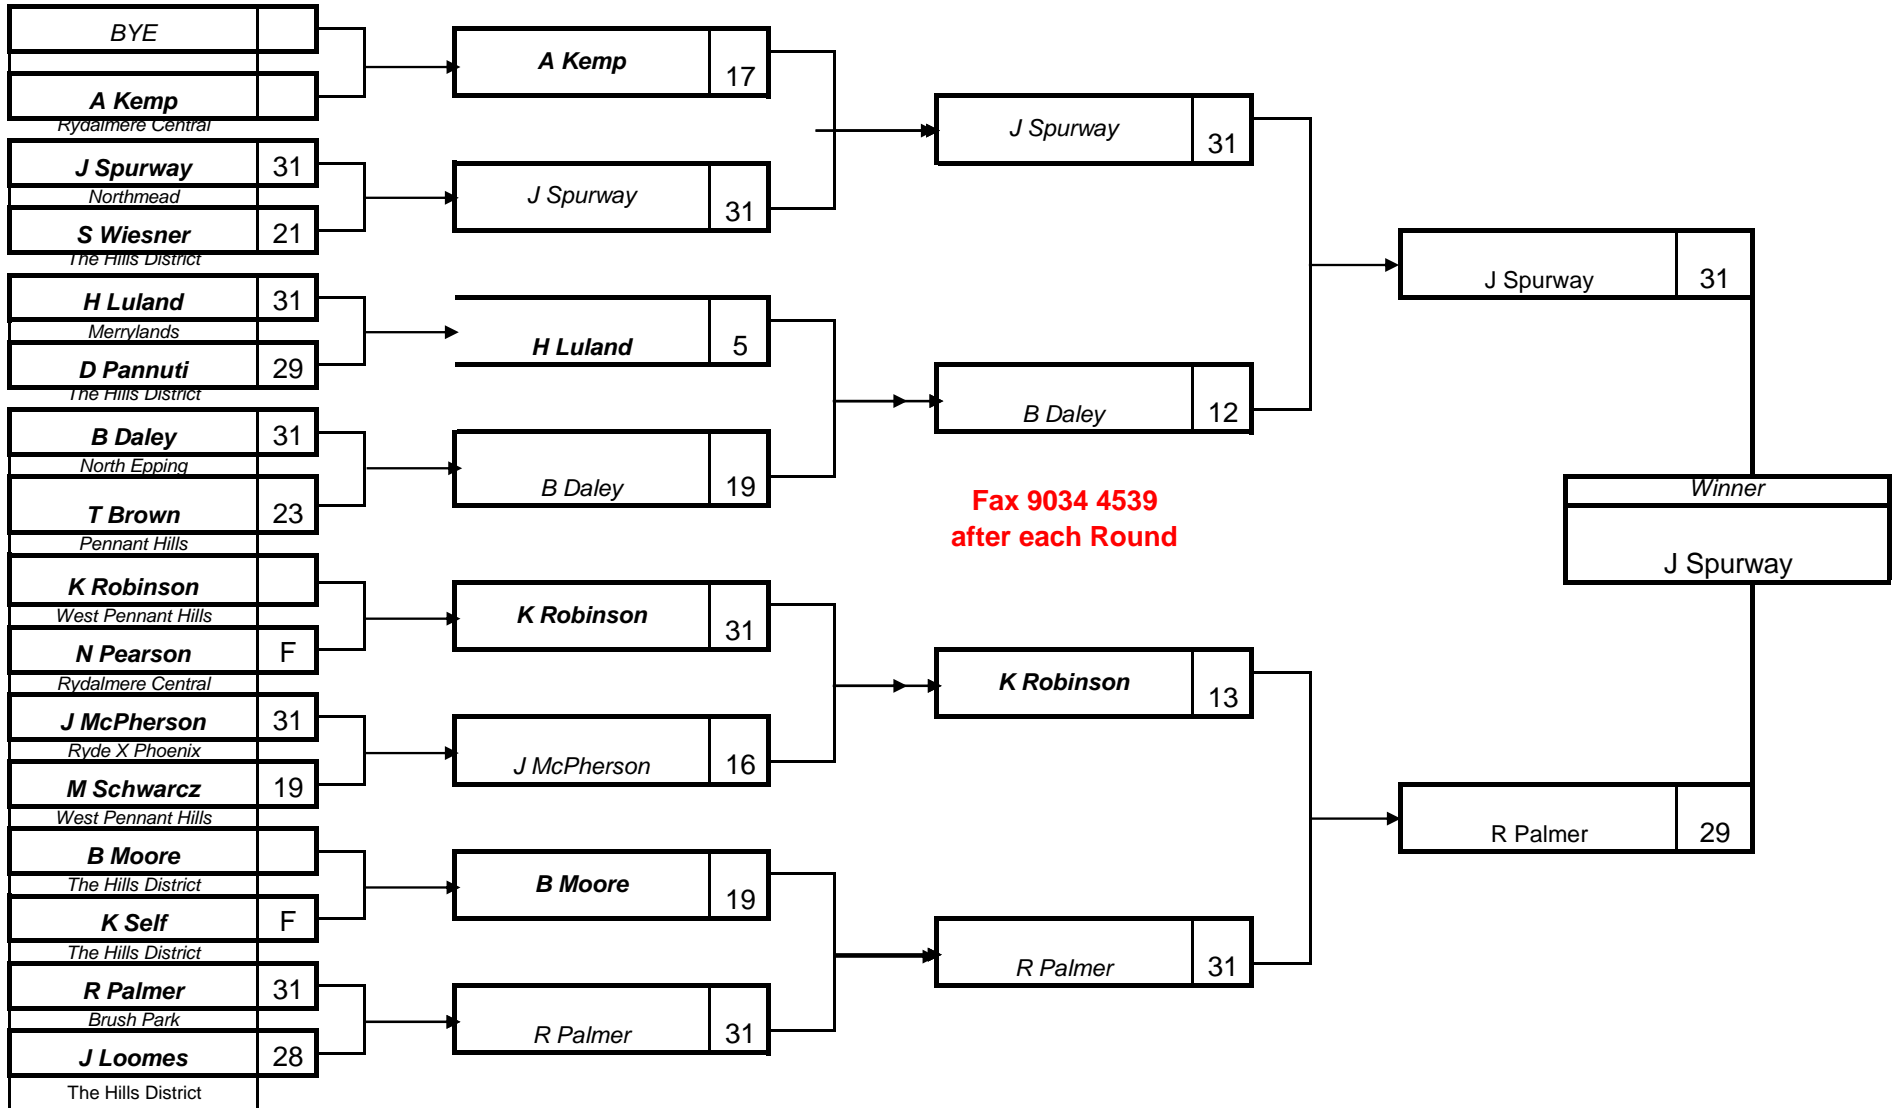 BYE
A Kemp
Rydalmere Central
J Spurway 31
Northmead
S Wiesner 21
The Hills District
H Luland 31
Merrylands
D Pannuti 29
The Hills District
B Daley 31
North Epping
T Brown 23
Pennant Hills
K Robinson
West Pennant Hills
N Pearson F
Rydalmere Central
J McPherson 31
Ryde X Phoenix
M Schwarcz 19
West Pennant Hills
B Moore
The Hills District
K Self F
The Hills District
R Palmer 31
Brush Park
J Loomes 28
The Hills District
A Kemp 17
J Spurway 31
H Luland 5
B Daley 19
K Robinson 31
J McPherson 16
B Moore 19
R Palmer 31
J Spurway 31
B Daley 12
Fax 9034 4539
after each Round
K Robinson 13
R Palmer 31
J Spurway 31
R Palmer 29
Winner
J Spurway